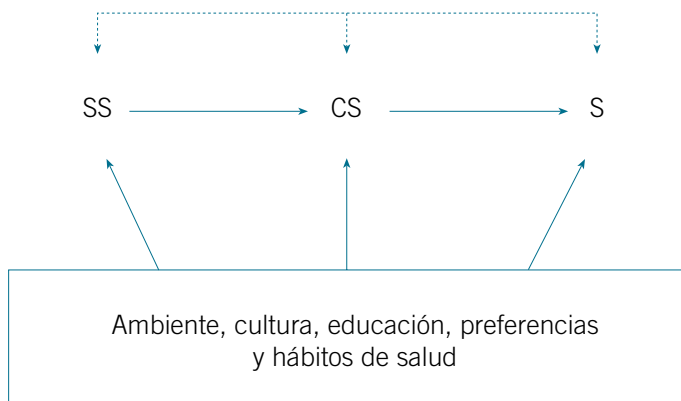 SS
CS
S
Ambiente, cultura, educación, preferencias
y hábitos de salud